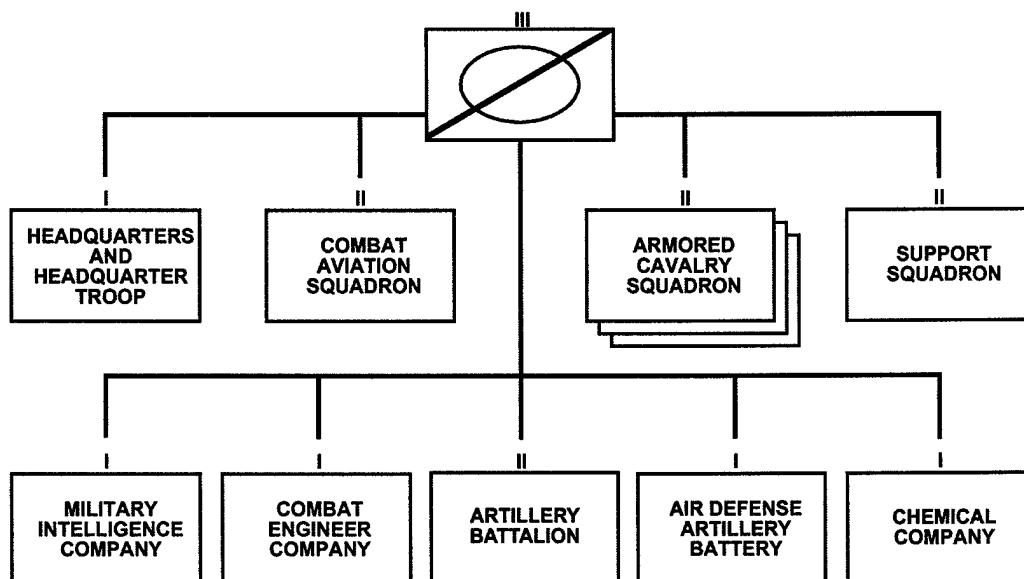 III
I
II
II
II
HEADQUARTERS
AND
HEADQUARTER
TROOP
COMBAT
AVIATION
SQUADRON
ARMORED
CAVALRY
SQUADRON
SUPPORT
SQUADRON
I
I
II
I
I
MILITARY
INTELLIGENCE
COMPANY
COMBAT
ENGINEER
COMPANY
ARTILLERY
BATTALION
AIR DEFENSE
ARTILLERY
BATTERY
CHEMICAL
COMPANY